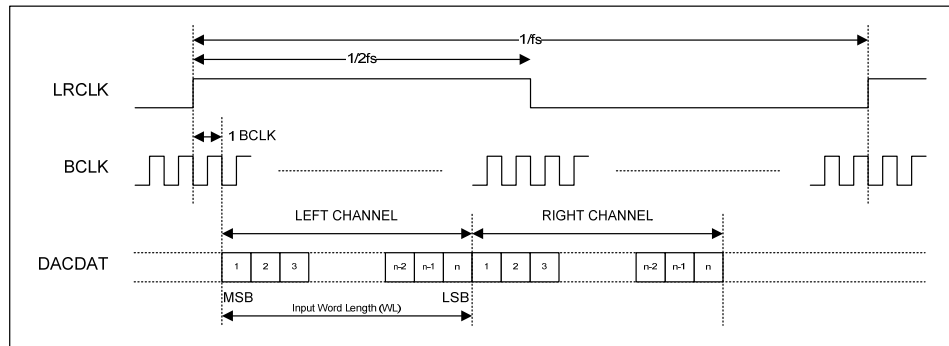 1/fs
1/2fs
LRCLK
1 BCLK
BCLK
LEFT CHANNEL RIGHT CHANNEL
DACDAT 1 2 3 n-2 n-1 n 1 2 3 n-2 n-1 n
MSB LSB
Input Word Length (WL)